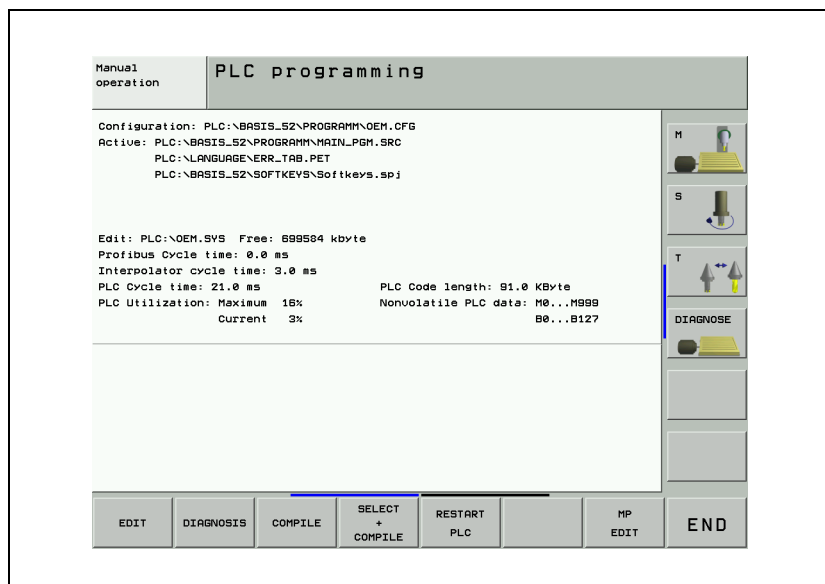 Manual
operation
PLC programming
Configuration: PLC:\BASIS_52\PROGRAMM\OEM.CFG
Active: PLC:\BASIS_52\PROGRAMM\MAIN_PGM.SRC
PLC:\LANGUAGE\ERR_TAB.PET
PLC:\BASIS_52\SOFTKEYS\Softkeys.spj
Edit: PLC:\OEM.SYS Free: 699584 kbyte
Profibus Cycle time: 0.0 ms
Interpolator cycle time: 3.0 ms
PLC Cycle time: 21.0 ms PLC Code length: 91.0 KByte
PLC Utilization: Maximum 16% Nonvolatile PLC data: M0...M999
Current 3% B0...B127
M
S
T
DIAGNOSE
EDIT
DIAGNOSIS
COMPILE
SELECT
+
COMPILE
RESTART
PLC
MP
EDIT
END